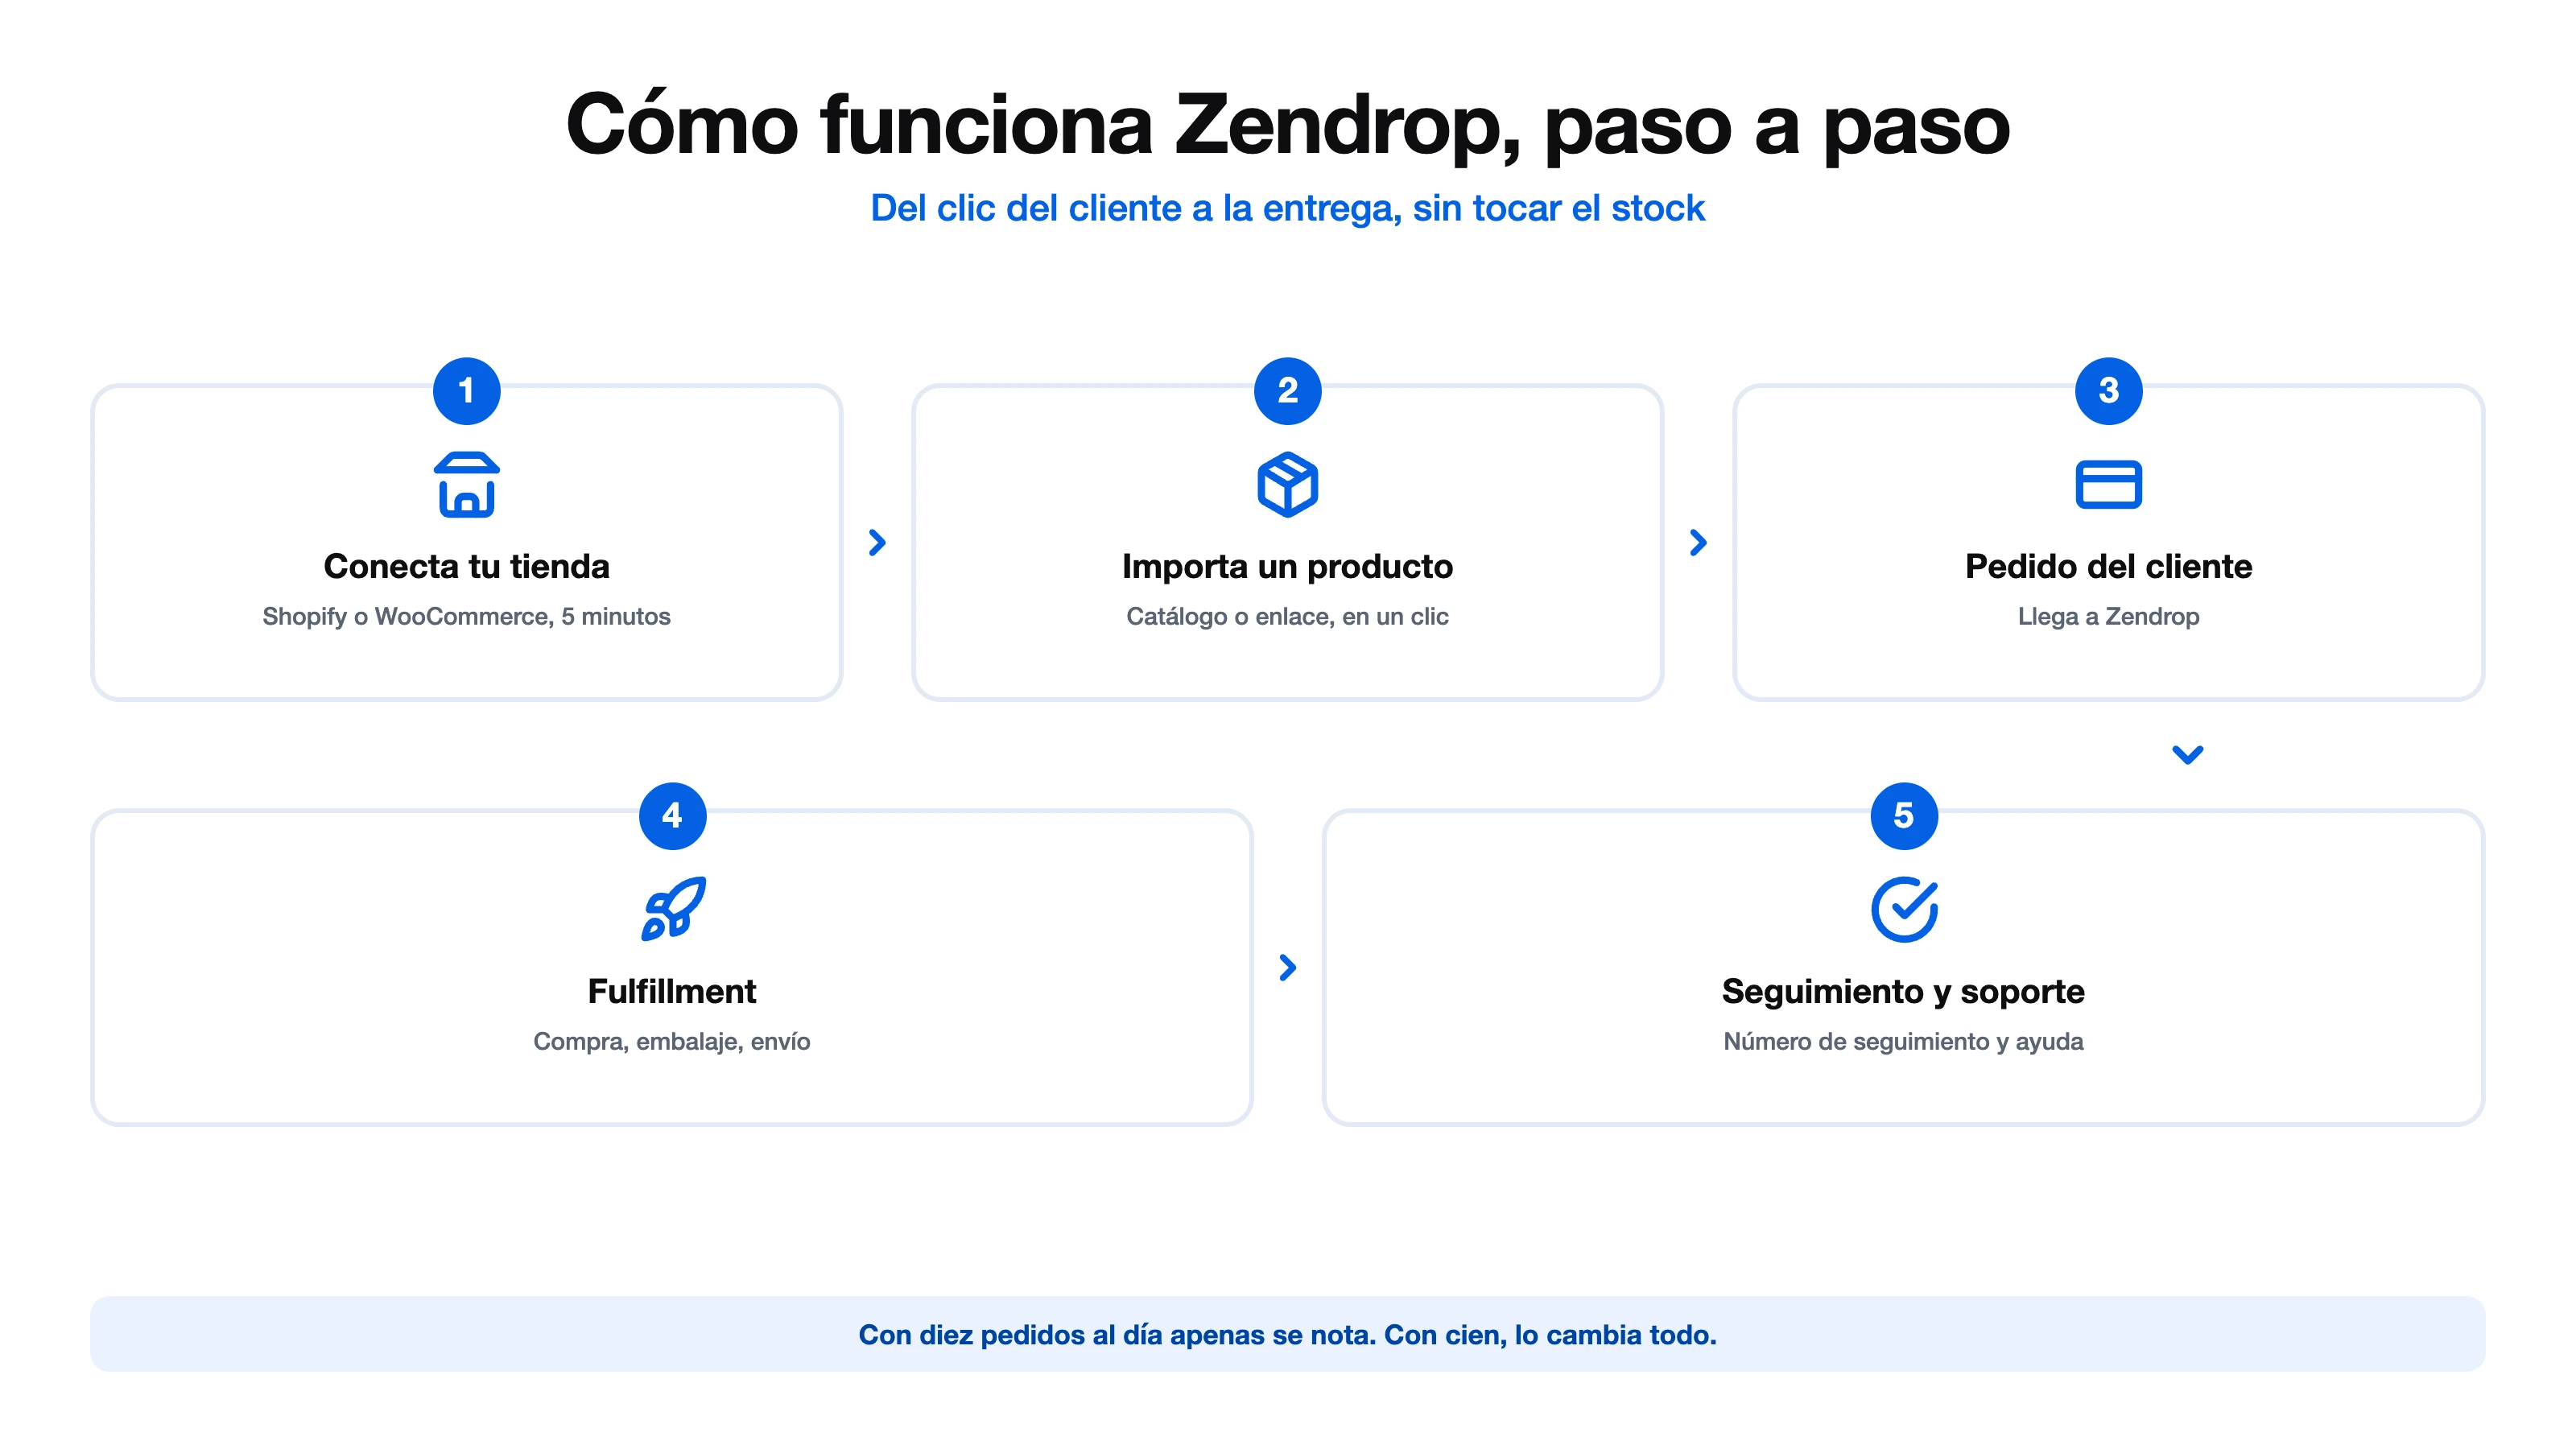 Cómo funciona Zendrop, paso a paso
Del clic del cliente a la entrega, sin tocar el stock
1
Conecta tu tienda
Shopify o WooCommerce, 5 minutos
2
Importa un producto
Catálogo o enlace, en un clic
3
Pedido del cliente
Llega a Zendrop
4
Fulfillment
Compra, embalaje, envío
5
Seguimiento y soporte
Número de seguimiento y ayuda
Con diez pedidos al día apenas se nota. Con cien, lo cambia todo.